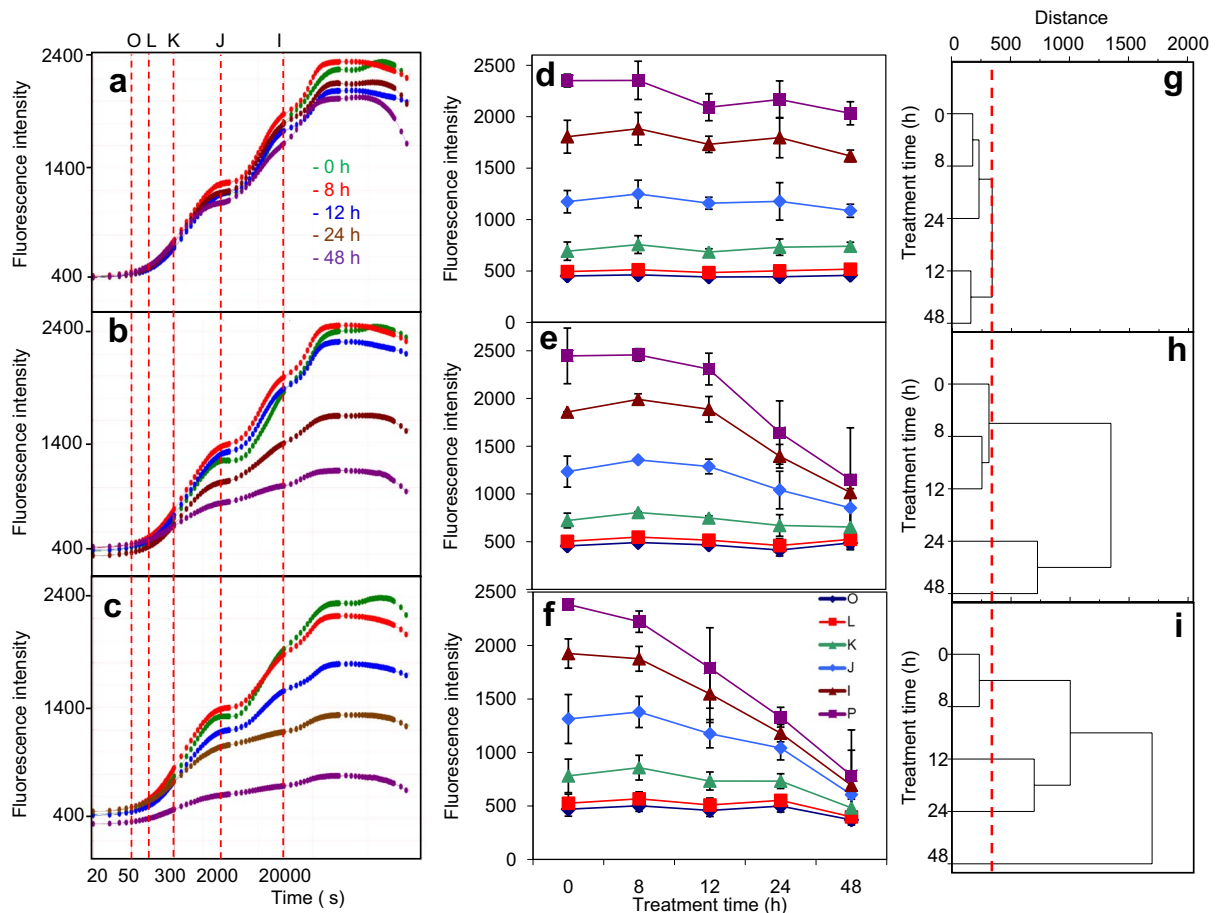 O L K J I
a
Fluorescence intensity
2400
1400
400
- 0 h
- 8 h
- 12 h
- 24 h
- 48 h
b
Fluorescence intensity
2400
1400
400
c
Fluorescence intensity
2400
1400
400
20 50 300 2000 20000
Time ( s)
d
Fluorescence intensity
2500
2000
1500
1000
500
0
e
Fluorescence intensity
2500
2000
1500
1000
500
f
Fluorescence intensity
2500
2000
1500
1000
500
0
O
L
K
J
I
P
0 8 12 24 48
Treatment time (h)
Distance
0 500 1000 1500 2000
g
Treatment time (h)
0
8
24
12
48
h
Treatment time (h)
0
8
12
24
48
i
Treatment time (h)
0
8
12
24
48